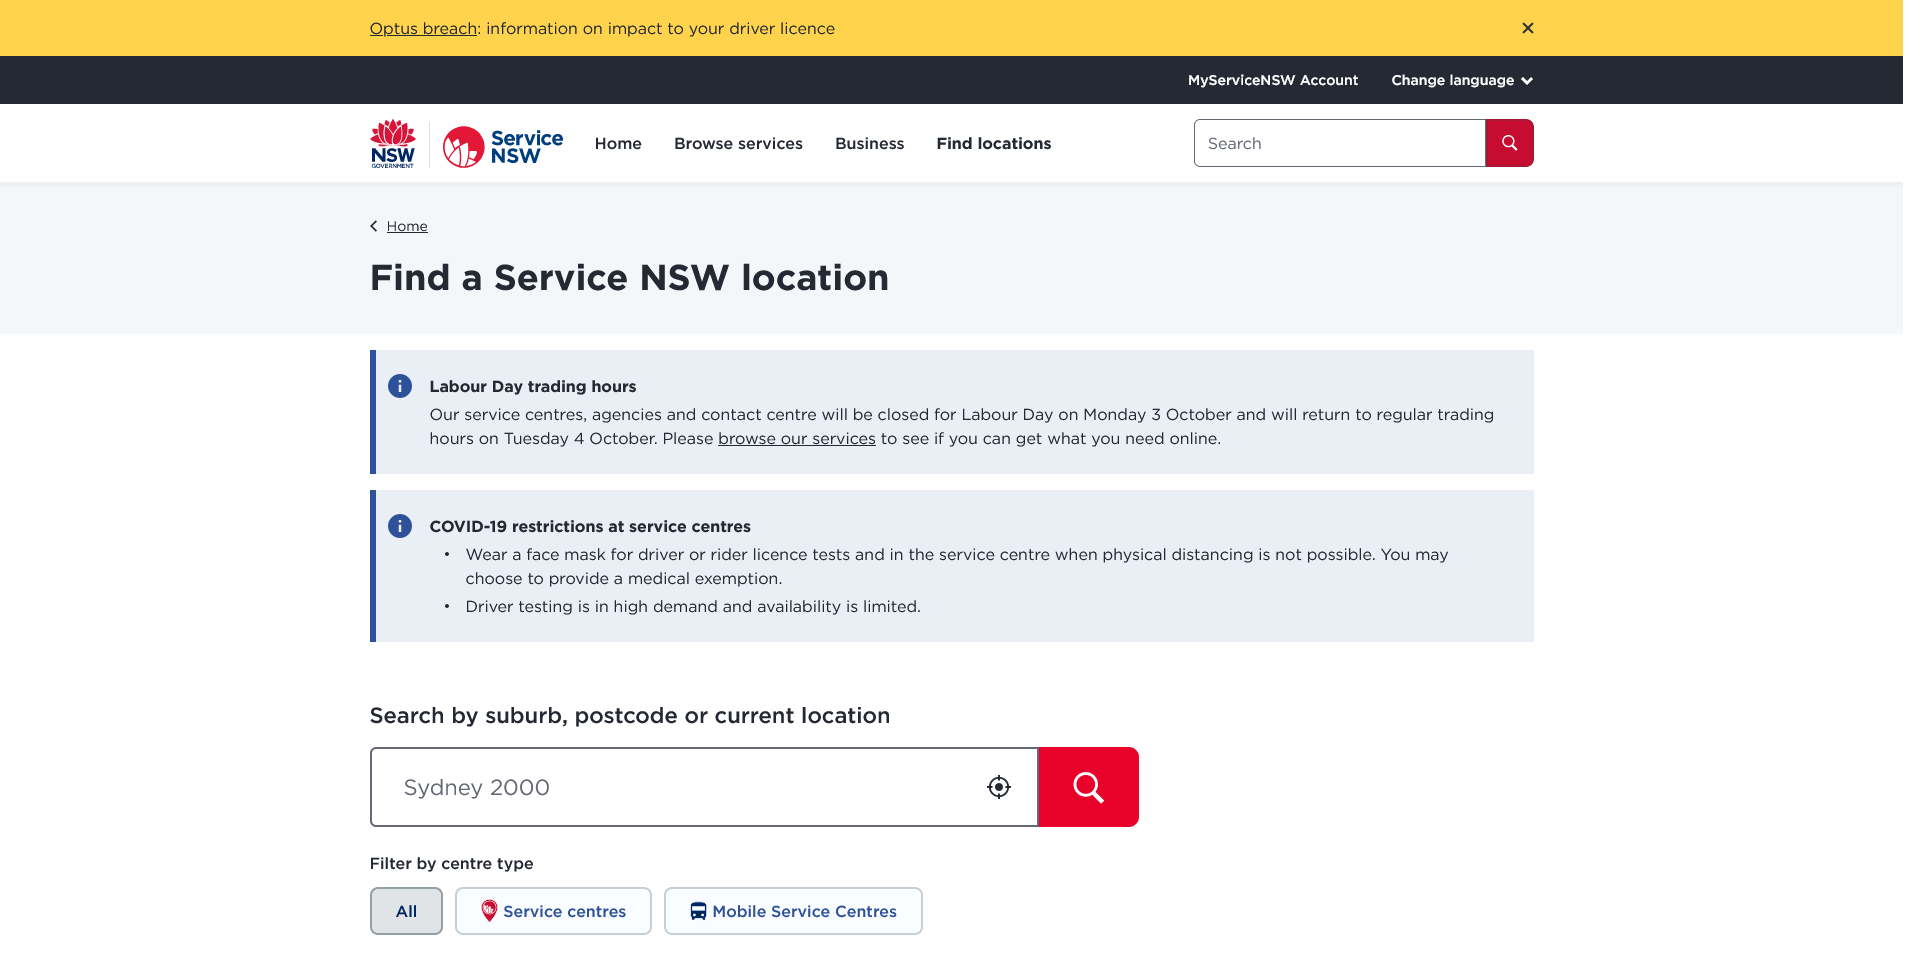 Optus breach: information on impact to your driver licence
MyServiceNSW Account Change language
NSW GOVERNMENT Service NSW Home Browse services Business Find locations Search
Home
Find a Service NSW location
Labour Day trading hours
Our service centres, agencies and contact centre will be closed for Labour Day on Monday 3 October and will return to regular trading
hours on Tuesday 4 October. Please browse our services to see if you can get what you need online.
COVID-19 restrictions at service centres
• Wear a face mask for driver or rider licence tests and in the service centre when physical distancing is not possible. You may
choose to provide a medical exemption.
• Driver testing is in high demand and availability is limited.
Search by suburb, postcode or current location
Sydney 2000
Filter by centre type
All Service centres Mobile Service Centres